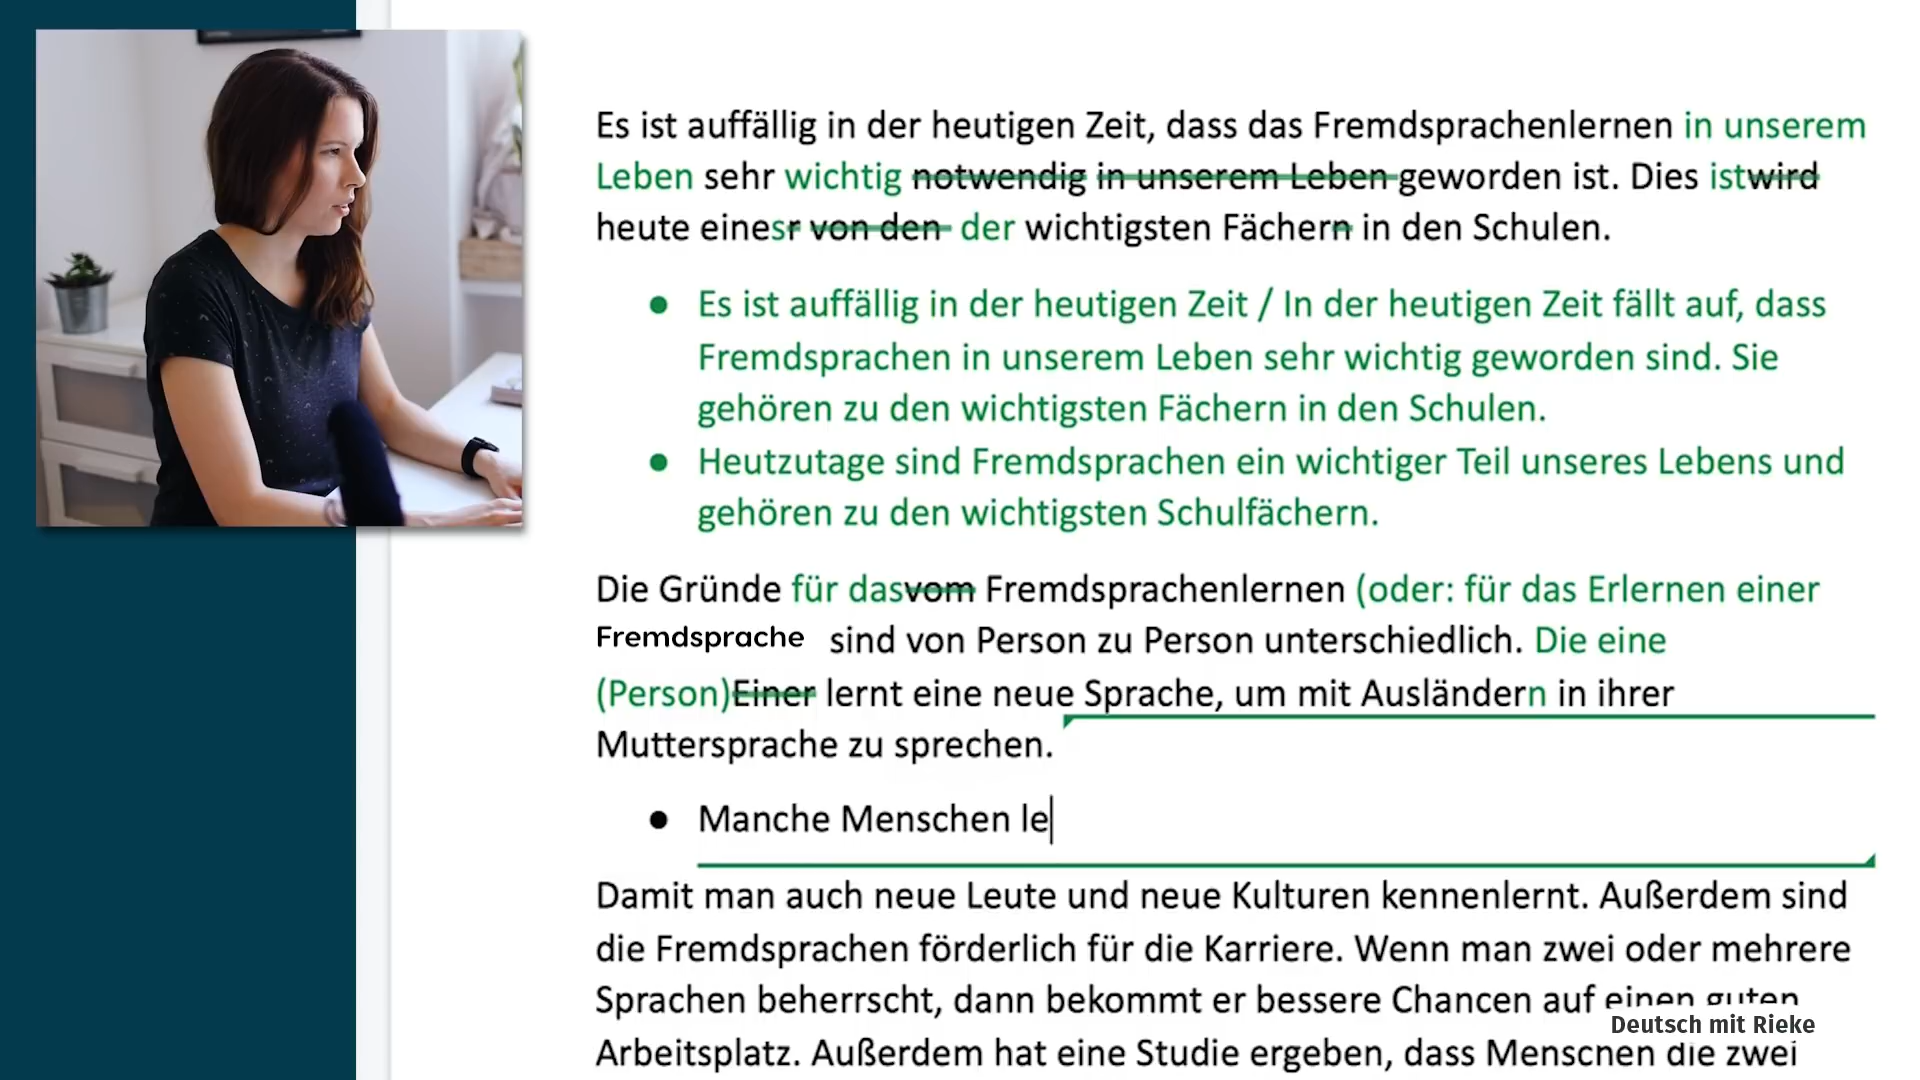 Es ist auffällig in der heutigen Zeit, dass das Fremdsprachenlernen in unserem
Leben sehr wichtig notwendig in unserem Leben geworden ist. Dies istwird
heute einesr von den der wichtigsten Fächern in den Schulen.
● Es ist auffällig in der heutigen Zeit / In der heutigen Zeit fällt auf, dass
Fremdsprachen in unserem Leben sehr wichtig geworden sind. Sie
gehören zu den wichtigsten Fächern in den Schulen.
● Heutzutage sind Fremdsprachen ein wichtiger Teil unseres Lebens und
gehören zu den wichtigsten Schulfächern.
Die Gründe für dasvom Fremdsprachenlernen (oder: für das Erlernen einer
Fremdsprache sind von Person zu Person unterschiedlich. Die eine
(Person)Einer lernt eine neue Sprache, um mit Ausländern in ihrer
Muttersprache zu sprechen.
● Manche Menschen le
Damit man auch neue Leute und neue Kulturen kennenlernt. Außerdem sind
die Fremdsprachen förderlich für die Karriere. Wenn man zwei oder mehrere
Sprachen beherrscht, dann bekommt er bessere Chancen auf einen guten
Arbeitsplatz. Außerdem hat eine Studie ergeben, dass Menschen die zwei
Deutsch mit Rieke